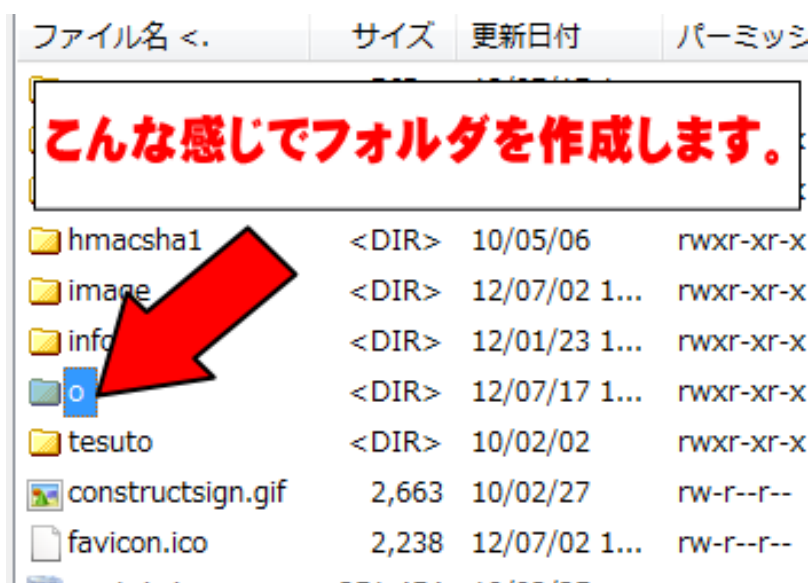 ファイル名 <. サイズ 更新日付 パーミッシ
こんな感じでフォルダを作成します。
hmacsha1 <DIR> 10/05/06 rwxr-xr-x
image <DIR> 12/07/02 1... rwxr-xr-x
info <DIR> 12/01/23 1... rwxr-xr-x
o <DIR> 12/07/17 1... rwxr-xr-x
tesuto <DIR> 10/02/02 rwxr-xr-x
constructsign.gif 2,663 10/02/27 rw-r--r--
favicon.ico 2,238 12/07/02 1... rw-r--r--